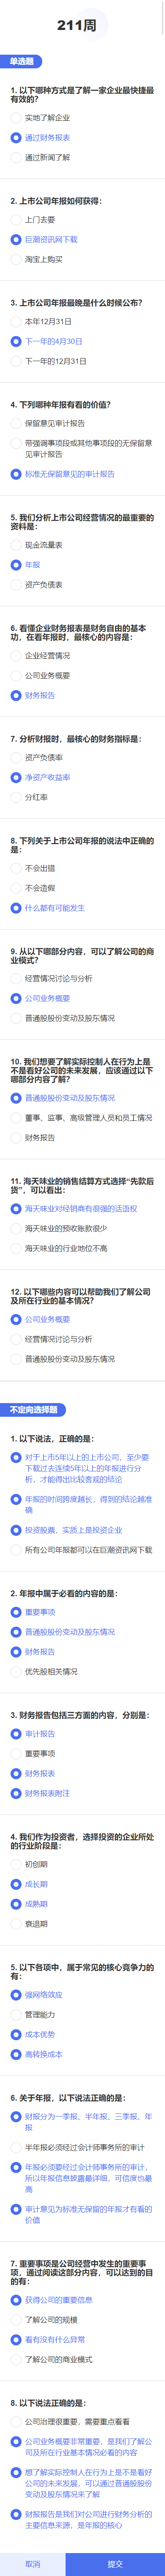 211周
单选题
1. 以下哪种方式是了解一家企业最快捷最
有效的?
实地了解企业
通过财务报表
通过新闻了解
2. 上市公司年报如何获得:
上门去要
巨潮资讯网下载
淘宝上购买
3. 上市公司年报最晚是什么时候公布?
本年12月31日
下一年的4月30日
下一年的12月31日
4. 下列哪种年报有看的价值?
保留意见审计报告
带强调事项段或其他事项段的无保留意
见审计报告
标准无保留意见的审计报告
5. 我们分析上市公司经营情况的最重要的
资料是:
现金流量表
年报
资产负债表
6. 看懂企业财务报表是财务自由的基本
功，在看年报时，最核心的内容是:
企业经营情况
公司业务概要
财务报告
7. 分析财报时，最核心的财务指标是:
资产负债率
净资产收益率
分红率
8. 下列关于上市公司年报的说法中正确的
是:
不会出错
不会造假
什么都有可能发生
9. 从以下哪部分内容，可以了解公司的商
业模式?
经营情况讨论与分析
公司业务概要
普通股股份变动及股东情况
10. 我们想要了解实际控制人在行为上是
不是看好公司的未来发展，应该通过以下
哪部分内容了解?
普通股股份变动及股东情况
董事、监事、高级管理人员和员工情况
财务报告
11. 海天味业的销售结算方式选择“先款后
货”，可以看出:
海天味业对经销商有很强的话语权
海天味业的预收账款很少
海天味业的行业地位不高
12. 以下哪些内容可以帮助我们了解公司
及所在行业的基本情况?
公司业务概要
经营情况讨论与分析
普通股股份变动及股东情况
不定向选择题
1. 以下说法，正确的是:
对于上市5年以上的上市公司，至少要
下载过去连续5年以上的年报进行分
析，才能得出比较客观的结论
年报的时间跨度越长，得到的结论越准
确
投资股票，实质上是投资企业
所有公司年报都可以在巨潮资讯网下载
2. 年报中属于必看的内容的是:
重要事项
普通股股份变动及股东情况
财务报告
优先股相关情况
3. 财务报告包括三方面的内容，分别是:
审计报告
重要事项
财务报表
财务报表附注
4. 我们作为投资者，选择投资的企业所处
的行业阶段是:
初创期
成长期
成熟期
衰退期
5. 以下各项中，属于常见的核心竞争力的
有:
强网络效应
管理能力
成本优势
高转换成本
6. 关于年报，以下说法正确的是:
财报分为一季报、半年报、三季报、年
报
半年报必须经过会计师事务所的审计
年报必须要经过会计师事务所的审计，
所以年报信息披露最详细，可信度也最
高
审计意见为标准无保留的年报才有看的
价值
7. 重要事项是公司经营中发生的重要事
项，通过阅读这部分内容，可以达到的目
的有:
获得公司的重要信息
了解公司的规模
看有没有什么异常
了解公司的商业模式
8. 以下说法正确的是:
公司治理很重要，需要重点看看
公司业务概要非常重要，是我们了解公
司及所在行业基本情况必看的内容
想了解实际控制人在行为上是不是看好
公司的未来发展，可以通过普通股股份
变动及股东情况来了解
财务报告是我们对公司进行财务分析的
主要信息来源，是年报的核心
取消
提交